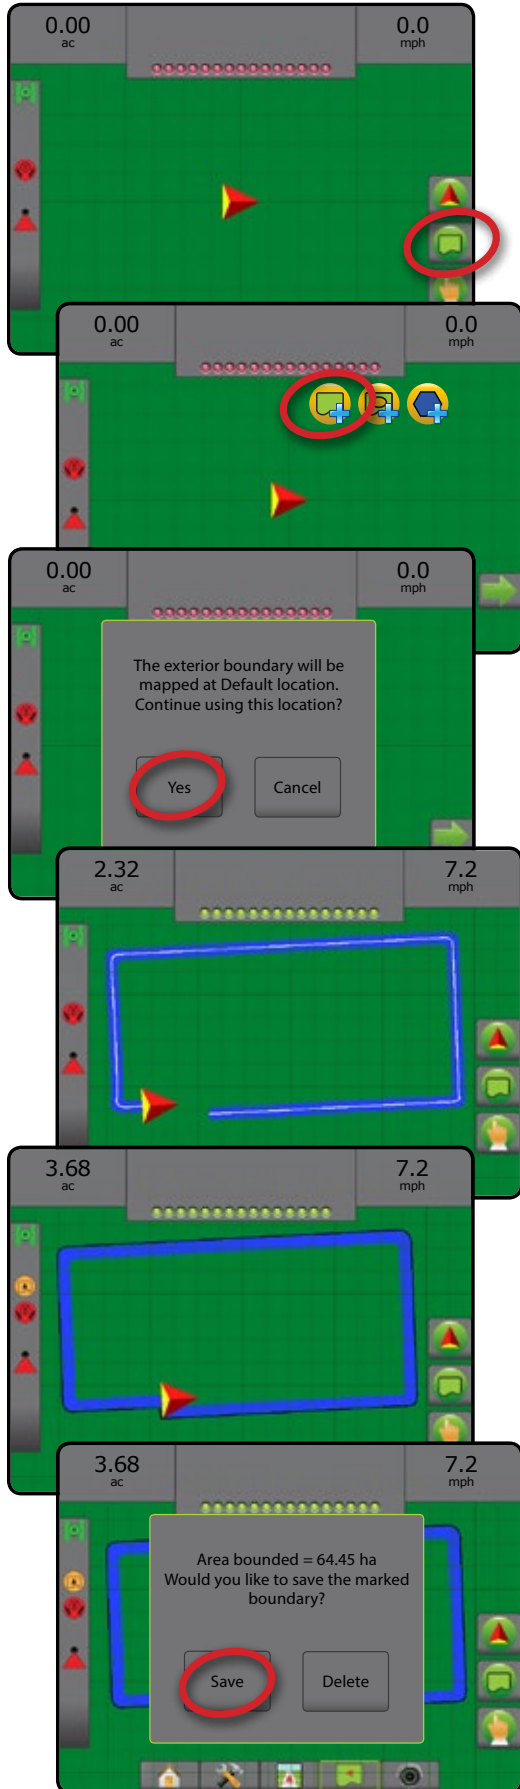 0.00 0.0
ac mph
0.00 0.0
ac mph
0.00 0.0
ac mph
The exterior boundary will be
mapped at Default location.
Continue using this location?
Yes Cancel
2.32 7.2
ac mph
3.68 7.2
ac mph
3.68 7.2
ac mph
Area bounded = 64.45 ha
Would you like to save the marked
boundary?
Save Delete